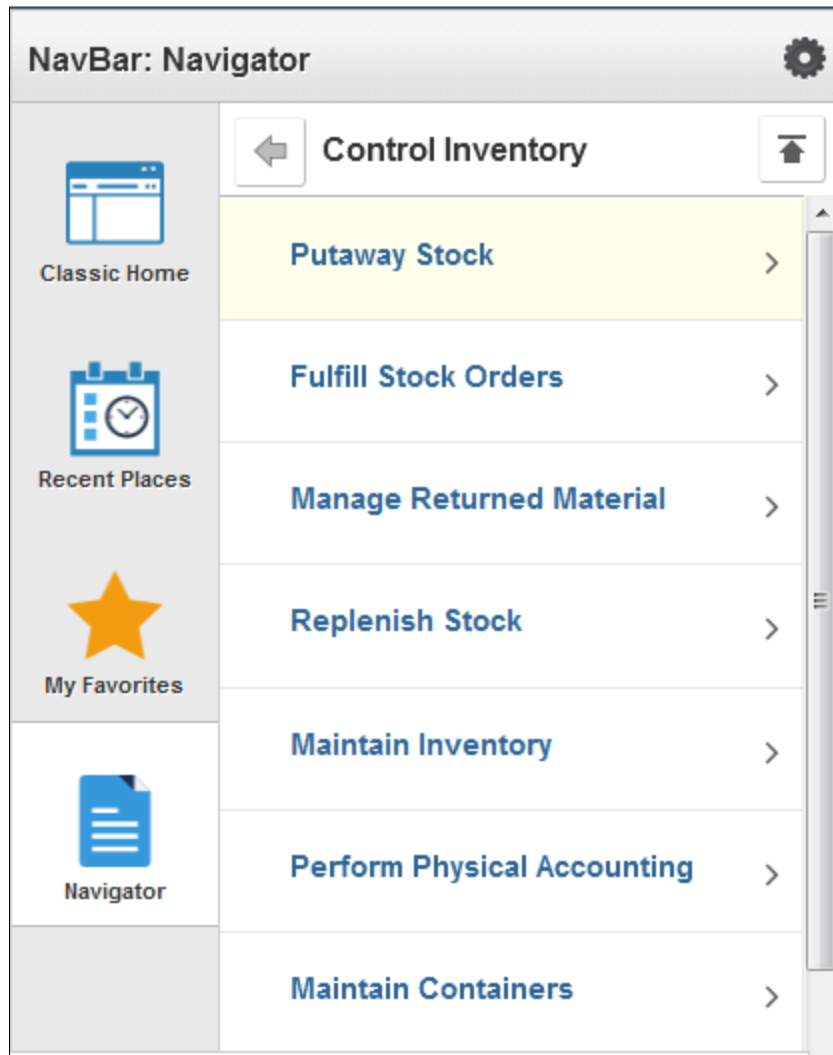 NavBar: Navigator
Control Inventory
Classic Home
Recent Places
My Favorites
Navigator
Putaway Stock
Fulfill Stock Orders
Manage Returned Material
Replenish Stock
Maintain Inventory
Perform Physical Accounting
Maintain Containers